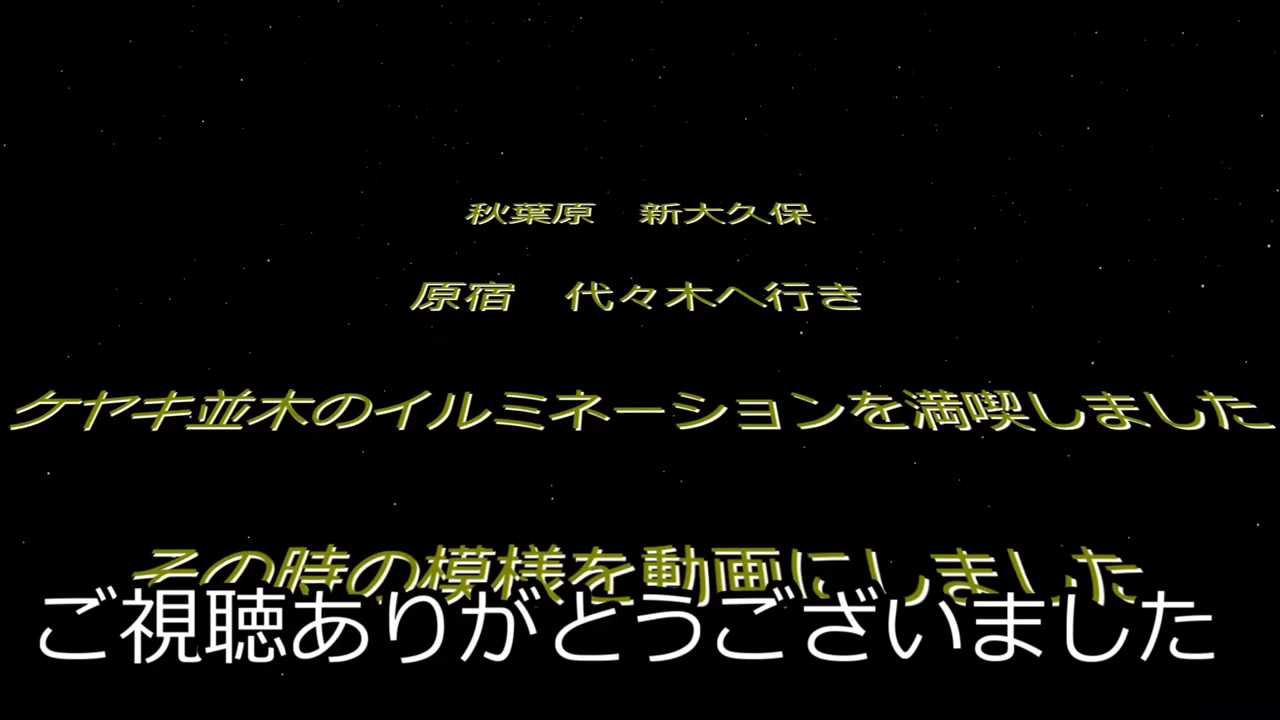 秋葉原　新大久保
原宿　代々木へ行き
ケヤキ並木のイルミネーションを満喫しました
その時の模様を動画にしました
ご視聴ありがとうございました